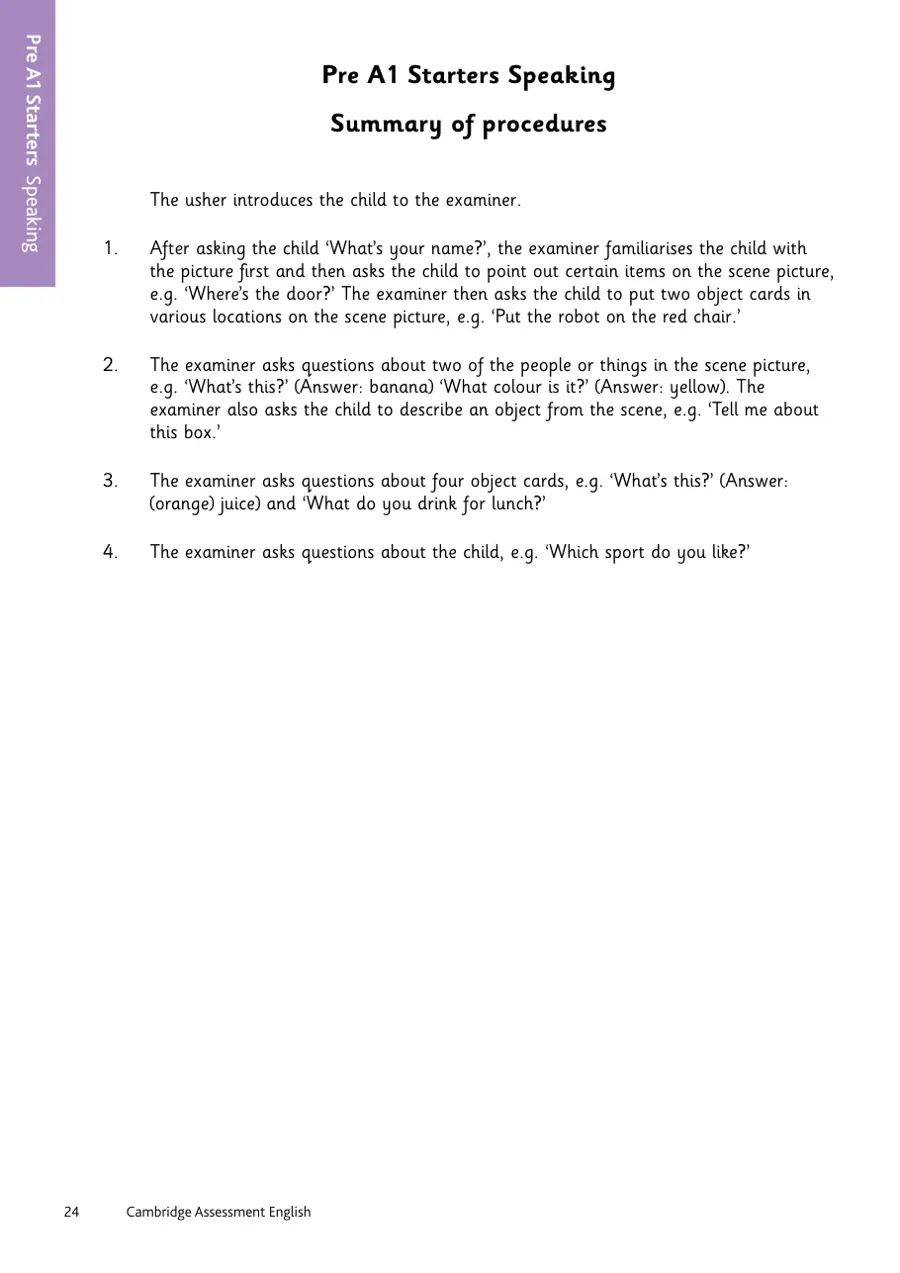 Pre A1 Starters Speaking
Pre A1 Starters Speaking
Summary of procedures
The usher introduces the child to the examiner.
1. After asking the child ‘What’s your name?’, the examiner familiarises the child with
the picture first and then asks the child to point out certain items on the scene picture,
e.g. ‘Where’s the door?’ The examiner then asks the child to put two object cards in
various locations on the scene picture, e.g. ‘Put the robot on the red chair.’
2. The examiner asks questions about two of the people or things in the scene picture,
e.g. ‘What’s this?’ (Answer: banana) ‘What colour is it?’ (Answer: yellow). The
examiner also asks the child to describe an object from the scene, e.g. ‘Tell me about
this box.’
3. The examiner asks questions about four object cards, e.g. ‘What’s this?’ (Answer:
(orange) juice) and ‘What do you drink for lunch?’
4. The examiner asks questions about the child, e.g. ‘Which sport do you like?’
24 Cambridge Assessment English